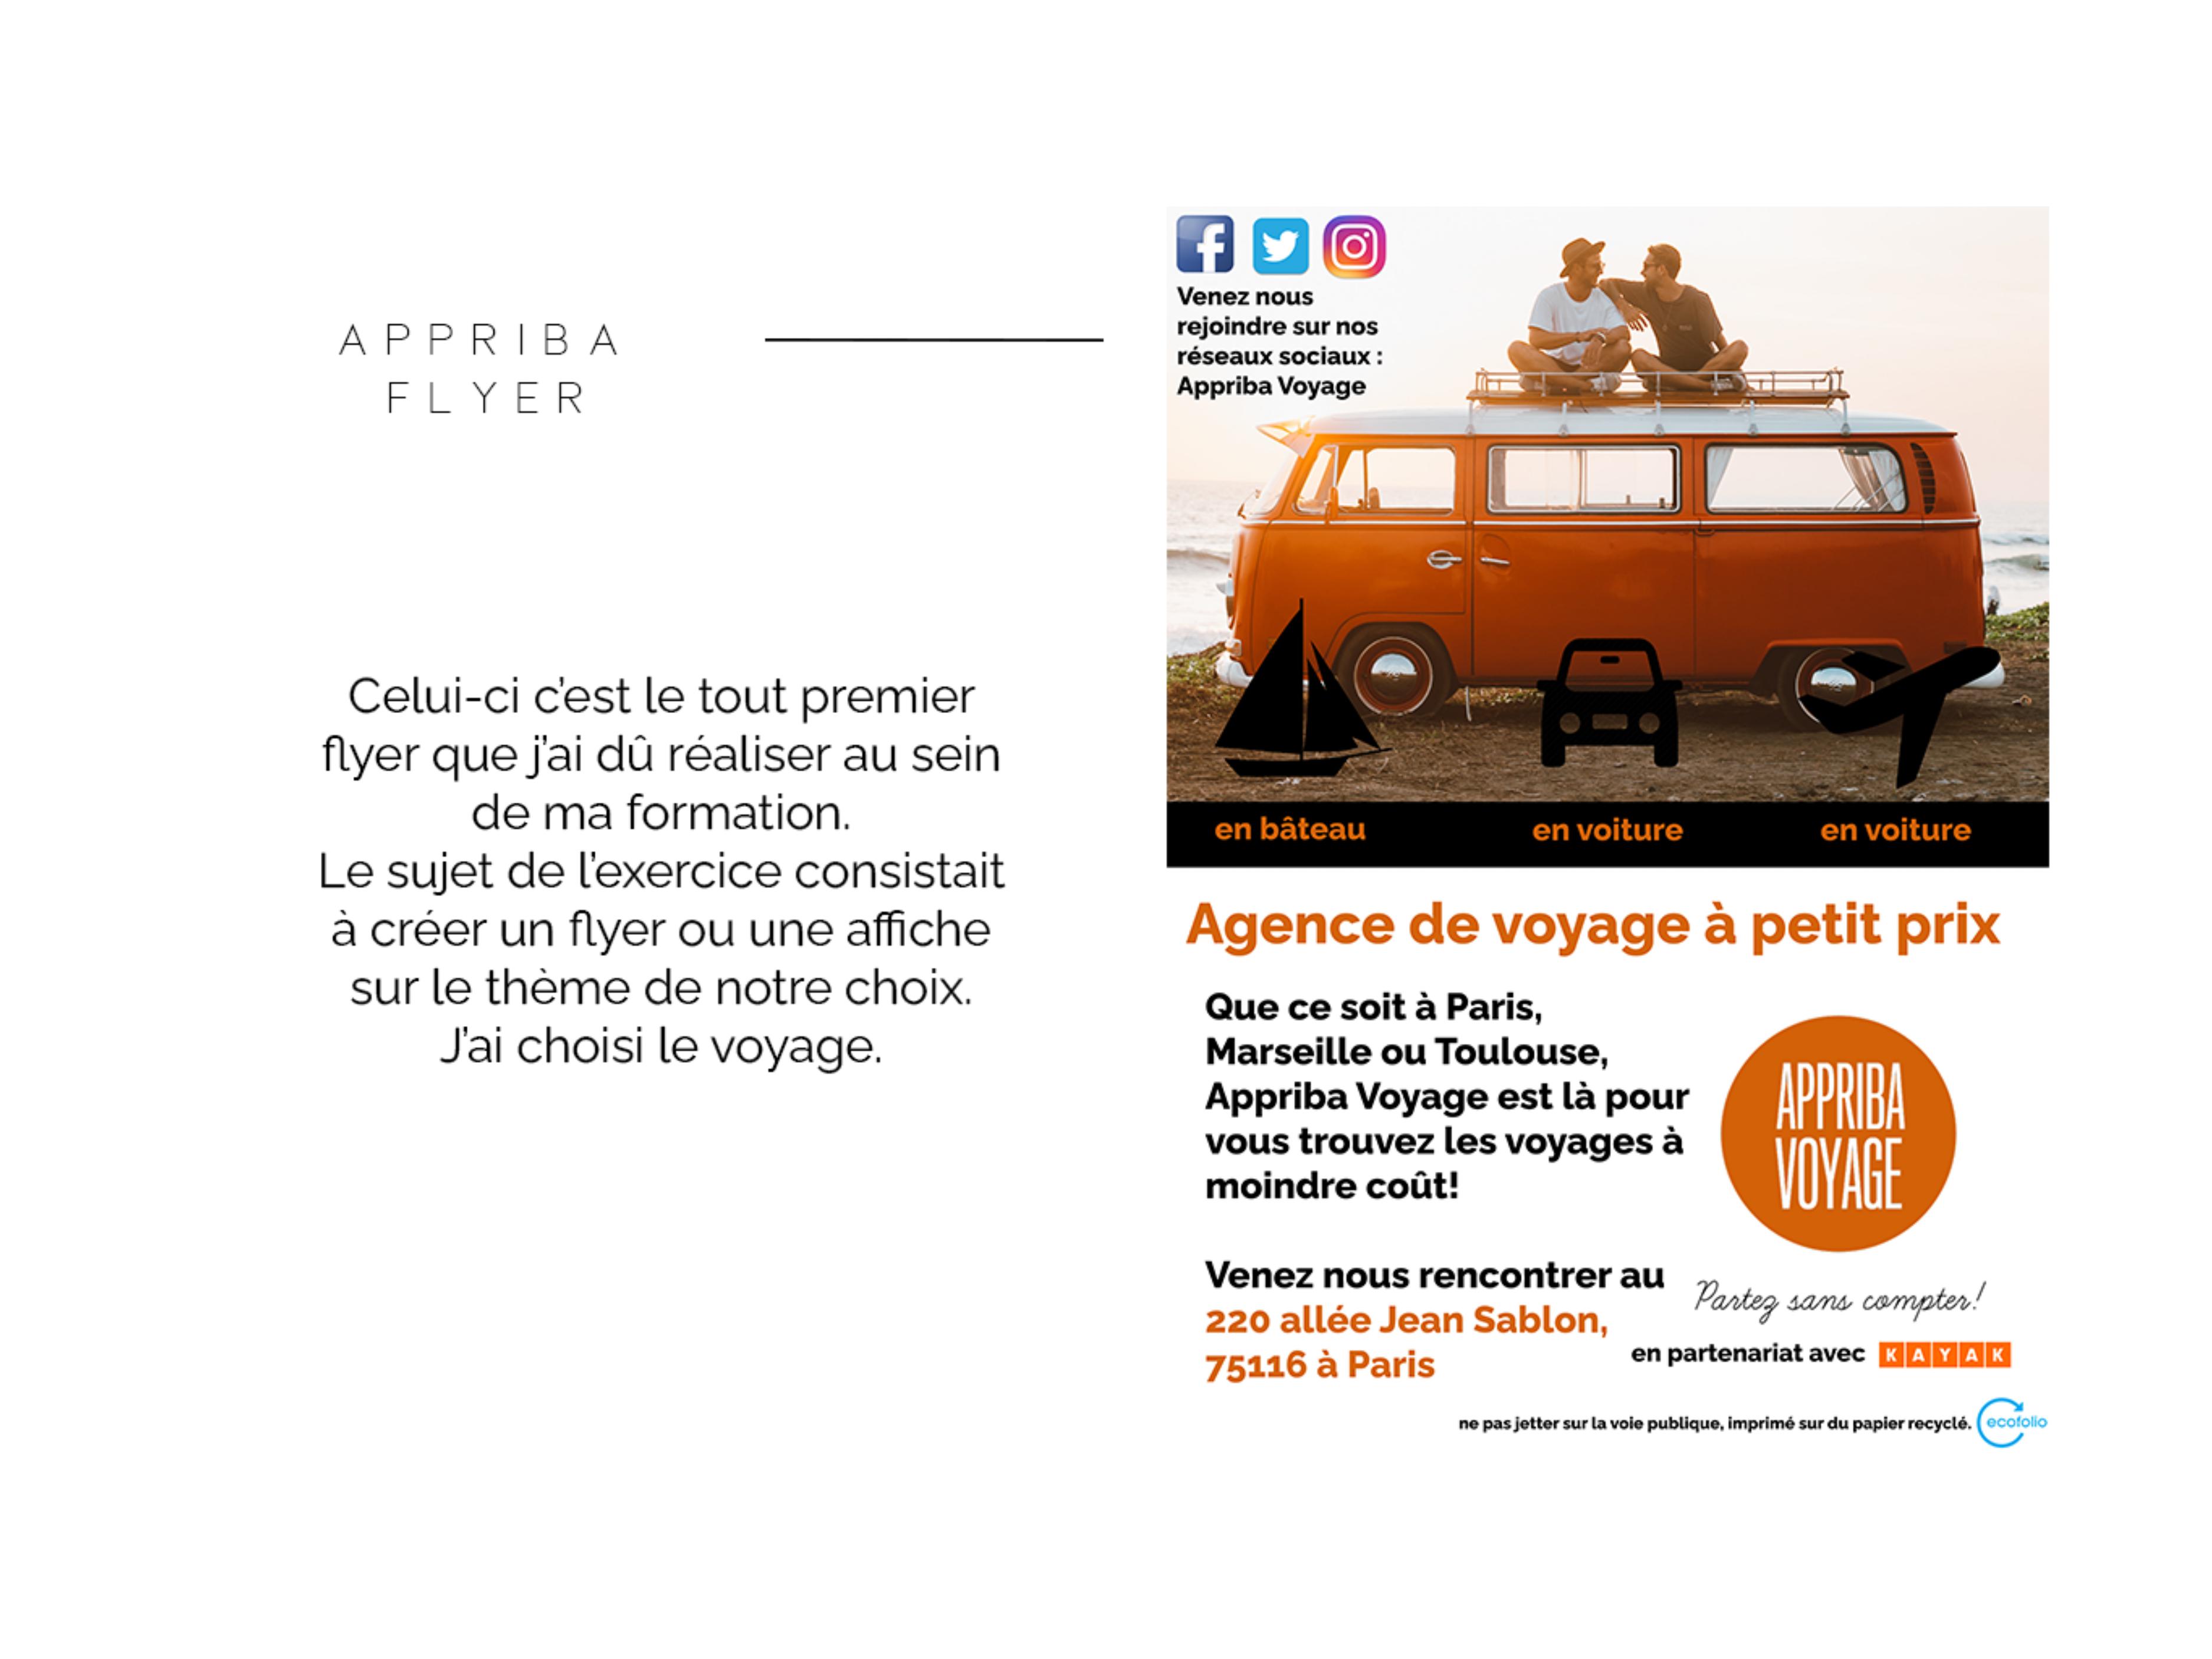 APPRIBA
FLYER
Celui-ci c'est le tout premier
flyer que j'ai dû réaliser au sein
de ma formation.
Le sujet de l'exercice consistait
à créer un flyer ou une affiche
sur le thème de notre choix.
J'ai choisi le voyage.
Venez nous
rejoindre sur nos
réseaux sociaux :
Appriba Voyage
en bâteau en voiture en voiture
Agence de voyage à petit prix
Que ce soit à Paris,
Marseille ou Toulouse,
Appriba Voyage est là pour
vous trouvez les voyages à
moindre coût!
APPRIBA
VOYAGE
Venez nous rencontrer au
220 allée Jean Sablon,
75116 à Paris
Partez sans compter!
en partenariat avec KAYAK
ne pas jetter sur la voie publique, imprimé sur du papier recyclé. ecofolio